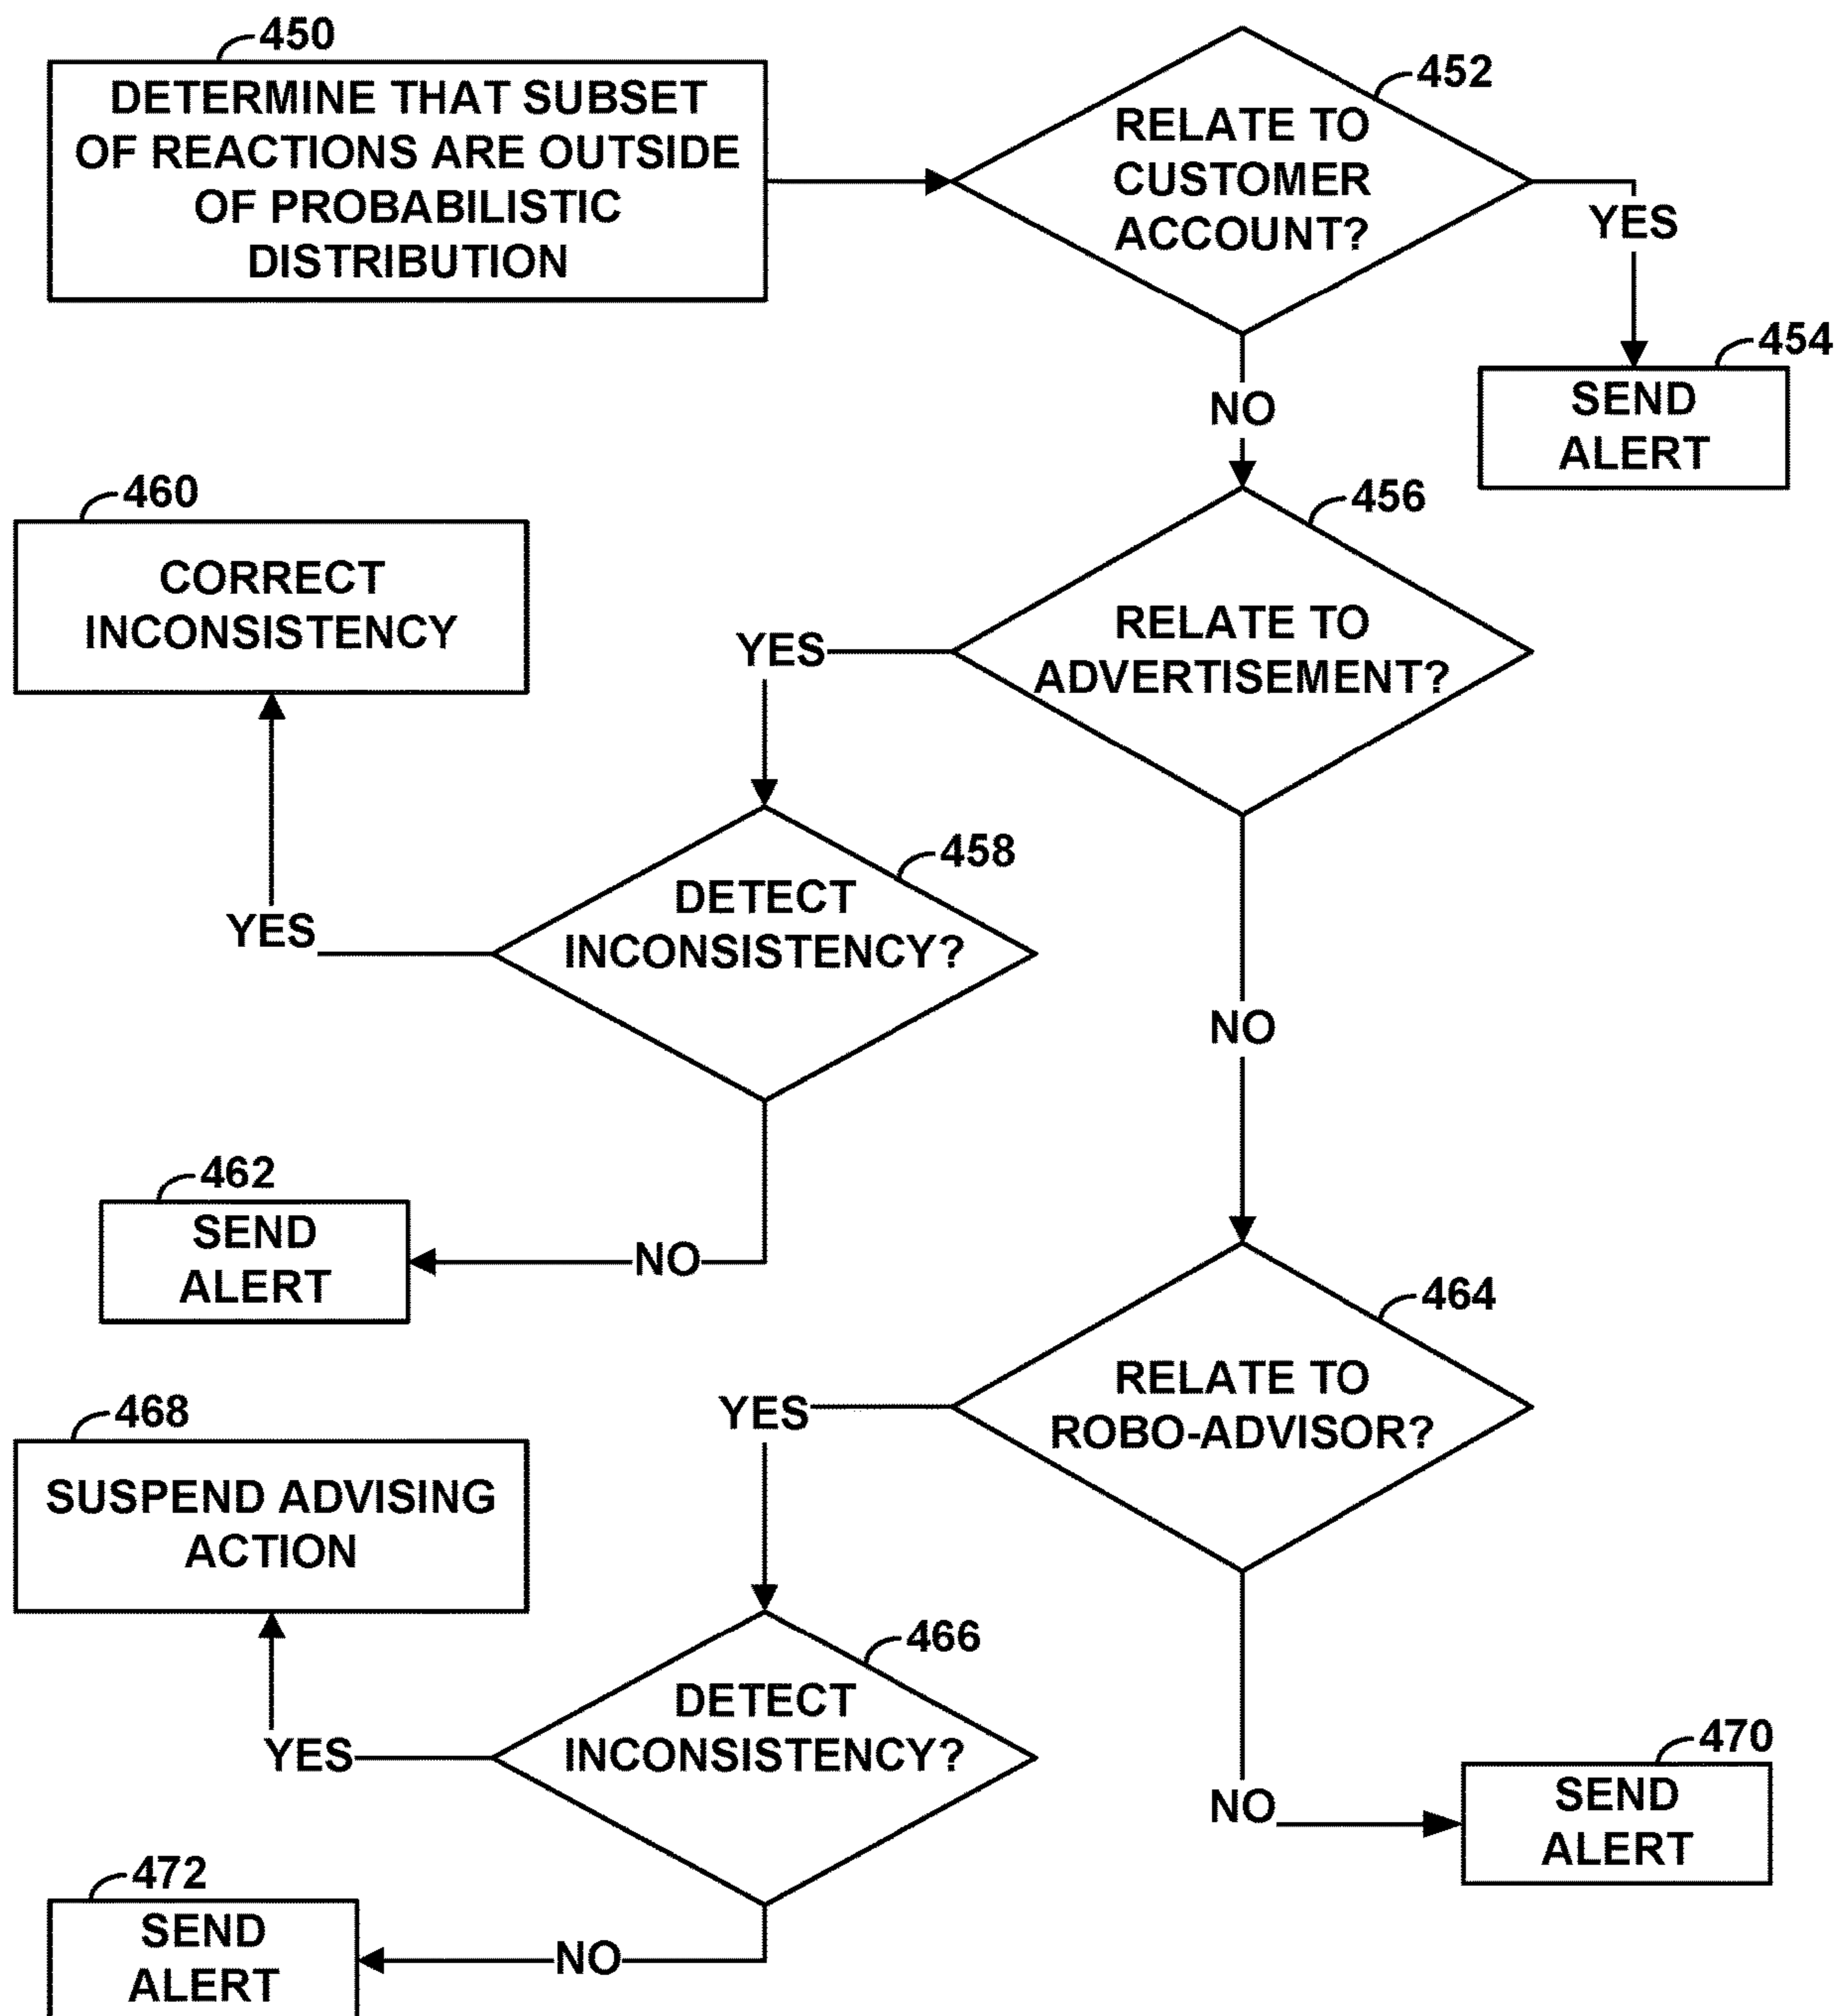 450
DETERMINE THAT SUBSET
OF REACTIONS ARE OUTSIDE
OF PROBABILISTIC
DISTRIBUTION
452
RELATE TO
CUSTOMER
ACCOUNT?
YES
454
SEND
ALERT
NO
456
RELATE TO
ADVERTISEMENT?
YES
458
DETECT
INCONSISTENCY?
YES
460
CORRECT
INCONSISTENCY
NO
462
SEND
ALERT
NO
464
RELATE TO
ROBO-ADVISOR?
YES
466
DETECT
INCONSISTENCY?
YES
468
SUSPEND ADVISING
ACTION
NO
470
SEND
ALERT
NO
472
SEND
ALERT